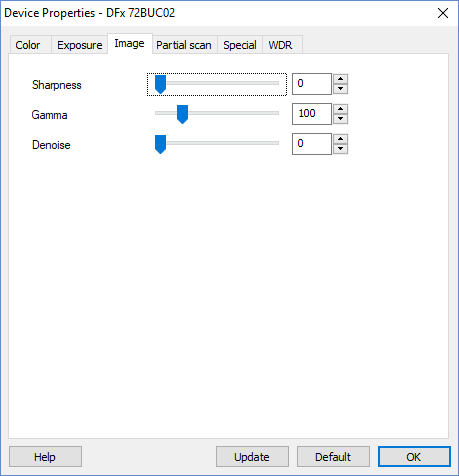 Device Properties - DFx 72BUC02
Color Exposure Image Partial scan Special WDR
Sharpness 0
Gamma 100
Denoise 0
Help Update Default OK